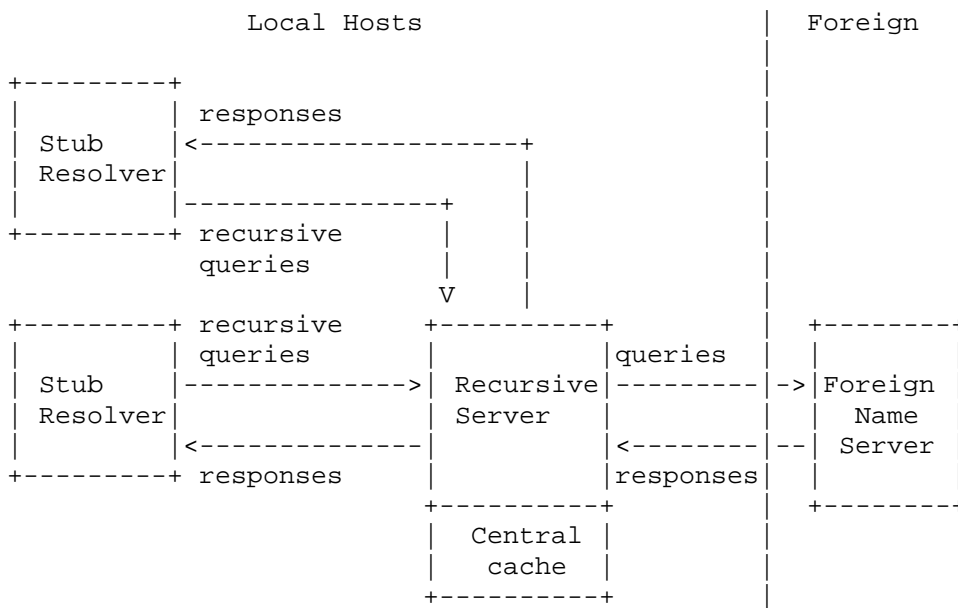 Local Hosts | Foreign
|
+---------+ |
| | responses |
| Stub |<--------------------+ |
| Resolver| | |
| |----------------+ | |
+---------+ recursive | | |
queries | | |
V | |
+---------+ recursive +----------+ | +--------+
| | queries | |queries | | |
| Stub |-------------->| Recursive|---------|->|Foreign |
| Resolver| | Server | | | Name |
| |<--------------| |<--------|--| Server |
+---------+ responses | |responses| | |
+----------+ | +--------+
| Central | |
| cache | |
+----------+ |